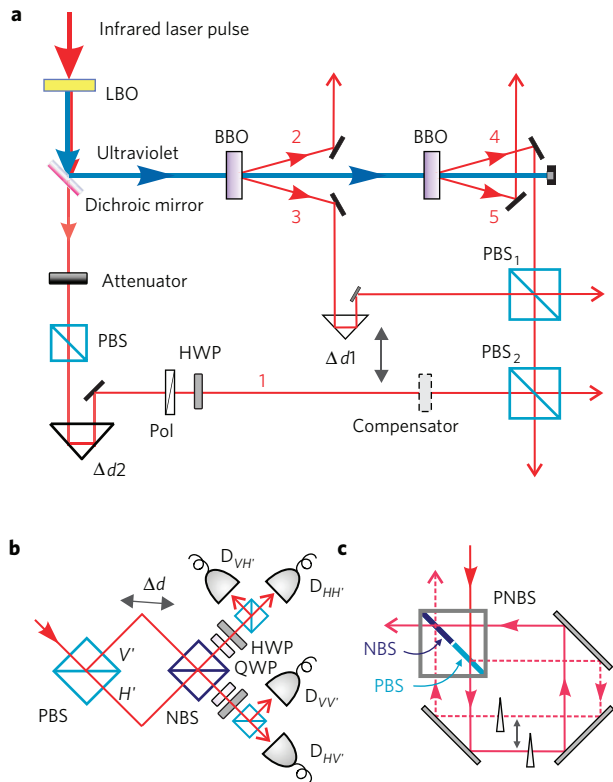 a
Infrared laser pulse
LBO
Ultraviolet
Dichroic mirror
BBO
2
3
BBO
4
5
Attenuator
PBS
HWP
Pol
1
Δd1
Δd2
Compensator
PBS1
PBS2
b
Δd
V'
H'
PBS
NBS
DVH'
DHH'
HWP
QWP
DVV'
DHV'
c
PNBS
NBS
PBS